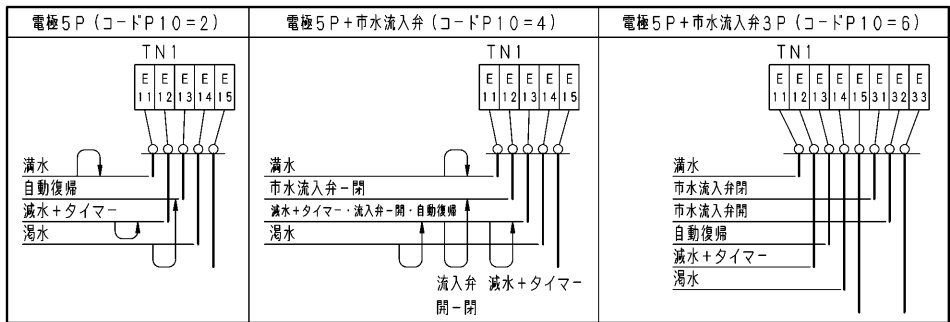 電極5P(コードP10=2)
TN1
E11 E12 E13 E14 E15
満水
自動復帰
減水+タイマー
渇水
電極5P+市水流入弁(コードP10=4)
TN1
E11 E12 E13 E14 E15
満水
市水流入弁-閉
減水+タイマー・流入弁-開・自動復帰
渇水
流入弁 減水+タイマー
開-閉
電極5P+市水流入弁3P(コードP10=6)
TN1
E11 E12 E13 E14 E15 E31 E32 E33
満水
市水流入弁閉
市水流入弁開
自動復帰
減水+タイマー
渇水